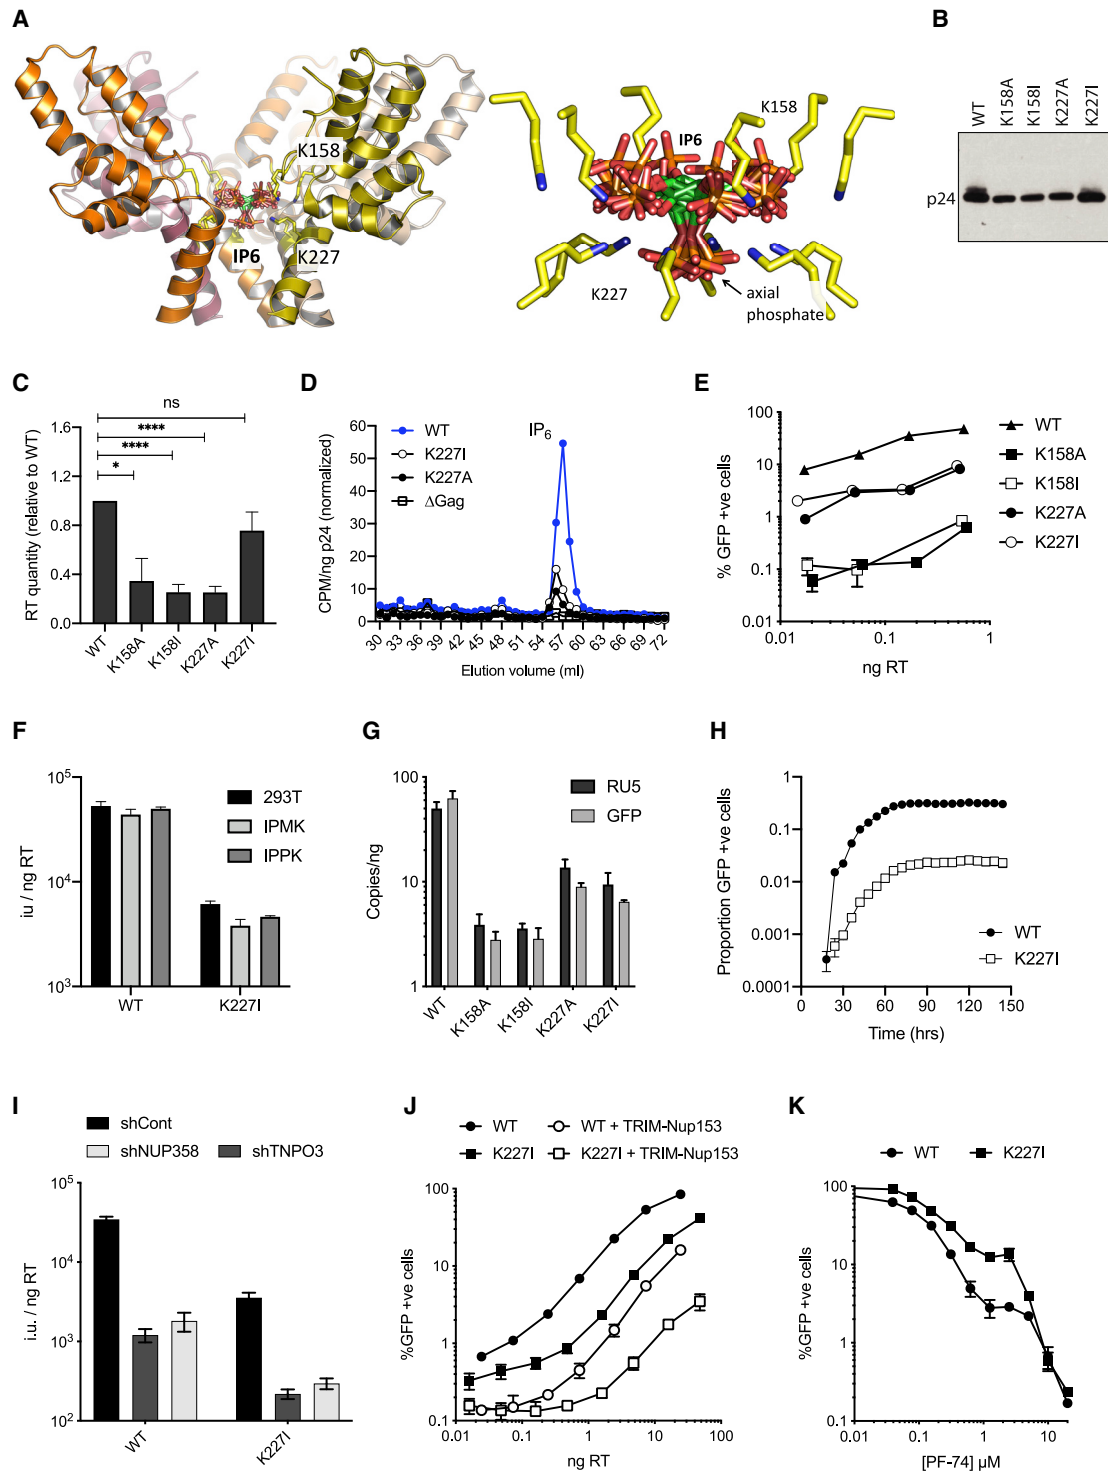 A
K158
IP6
K227
K158
IP6
K227
axial
phosphate
B
WT
K158A
K158I
K227A
K227I
p24
C
ns
****
****
*
RT quantity (relative to WT)
1.6
1.2
0.8
0.4
0.0
WT
K158A
K158I
K227A
K227I
D
WT
K227I
K227A
ΔGag
IP6
CPM/ng p24 (normalized)
60
50
40
30
20
10
0
30 33 36 39 42 45 48 51 54 57 60 63 66 69 72
Elution volume (ml)
E
WT
K158A
K158I
K227A
K227I
% GFP +ve cells
100
10
1
0.1
0.01
0.01 0.1 1
ng RT
F
293T
IPMK
IPPK
iu / ng RT
10^5
10^4
10^3
WT K227I
G
RU5
GFP
Copies/ng
100
10
1
WT
K158A
K158I
K227A
K227I
H
Proportion GFP +ve cells
1
0.1
0.01
0.001
0.0001
WT
K227I
0 30 60 90 120 150
Time (hrs)
I
shCont
shNUP358 shTNPO3
i.u. / ng RT
10^5
10^4
10^3
10^2
WT
K227I
J
WT WT + TRIM-Nup153
K227I K227I + TRIM-Nup153
%GFP +ve cells
100
10
1
0.1
0.01 0.1 1 10 100
ng RT
K
WT K227I
%GFP +ve cells
100
10
1
0.1
0.01 0.1 1 10
[PF-74] µM